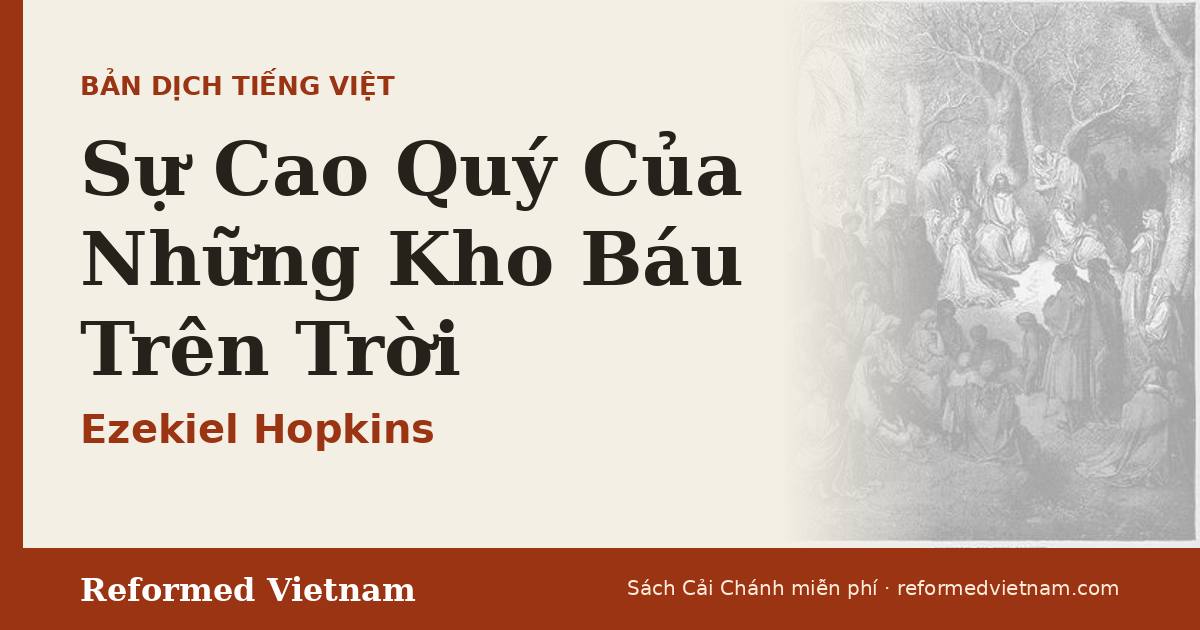 BẢN DỊCH TIẾNG VIỆT
Sự Cao Quý Của
Những Kho Báu
Trên Trời
Ezekiel Hopkins
Reformed Vietnam
Sách Cải Chánh miễn phí · reformedvietnam.com